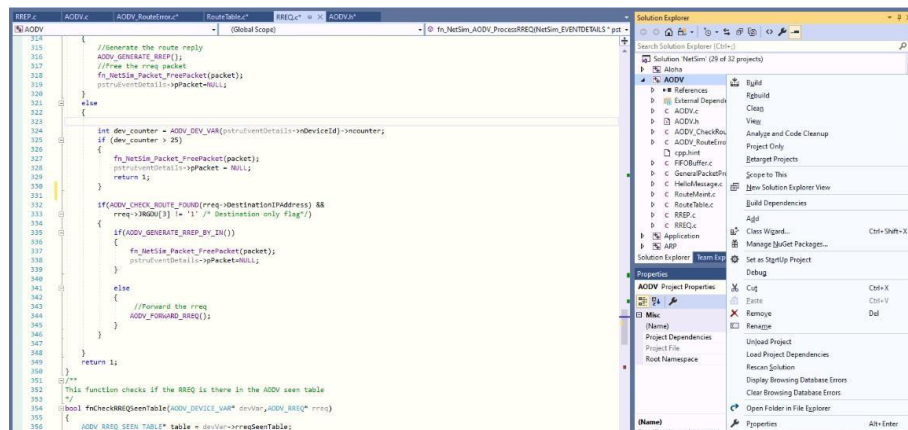 RREP.c AODV.c AODV_RouteError.c* RouteTable.c* RREQ.c* AODV.h*
AODV (Global Scope) fn_NetSim_AODV_ProcessRREQ(NetSim_EVENTDETAILS * pst
314 {
315 //Generate the route reply
316 AODV_GENERATE_RREP();
317 //Free the rreq packet
318 fn_NetSim_Packet_FreePacket(packet);
319 pstruEventDetails->pPacket=NULL;
320 }
321 else
322 {
323
324 int dev_counter = AODV_DEV_VAR(pstruEventDetails->nDeviceId)->ncounter;
325 if (dev_counter > 25)
326 {
327 fn_NetSim_Packet_FreePacket(packet);
328 pstruEventDetails->pPacket = NULL;
329 return 1;
330 }
331
332 if(AODV_CHECK_ROUTE_FOUND(rreq->DestinationIPAddress) &&
333 rreq->JRGDU[3] != '1' /* Destination only flag*/)
334 {
335 if(AODV_GENERATE_RREP_BY_IN())
336 {
337 fn_NetSim_Packet_FreePacket(packet);
338 pstruEventDetails->pPacket=NULL;
339 }
340
341 else
342 {
343 //Forward the rreq
344 AODV_FORWARD_RREQ();
345 }
346 }
347
348 }
349 return 1;
350 }
351 /**
352 This function checks if the RREQ is there in the AODV seen table
353 */
354 bool fnCheckRREQSeenTable(AODV_DEVICE_VAR* devVar,AODV_RREQ* rreq)
355 {
356 AODV_RREQ_SEEN_TABLE* table = devVar->rreqSeenTable;
Solution Explorer
Search Solution Explorer (Ctrl+;)
Solution 'NetSim' (29 of 32 projects)
Aloha
AODV
References
External Depende
AODV.c
AODV.h
AODV_CheckRou
AODV_RouteErro
cpp.hint
FIFOBuffer.c
GeneralPacketPro
HelloMessage.c
RouteMaint.c
RouteTable.c
RREP.c
RREQ.c
Application
ARP
Solution Explorer Team Exp
Properties
AODV Project Properties
Misc
(Name)
Project Dependencies
Project File
Root Namespace
(Name)
Build
Rebuild
Clean
View
Analyze and Code Cleanup
Project Only
Retarget Projects
Scope to This
New Solution Explorer View
Build Dependencies
Add
Class Wizard... Ctrl+Shift+X
Manage NuGet Packages...
Set as StartUp Project
Debug
Cut Ctrl+X
Paste Ctrl+V
Remove Del
Rename
Unload Project
Load Project Dependencies
Rescan Solution
Display Browsing Database Errors
Clear Browsing Database Errors
Open Folder in File Explorer
Properties Alt+Enter